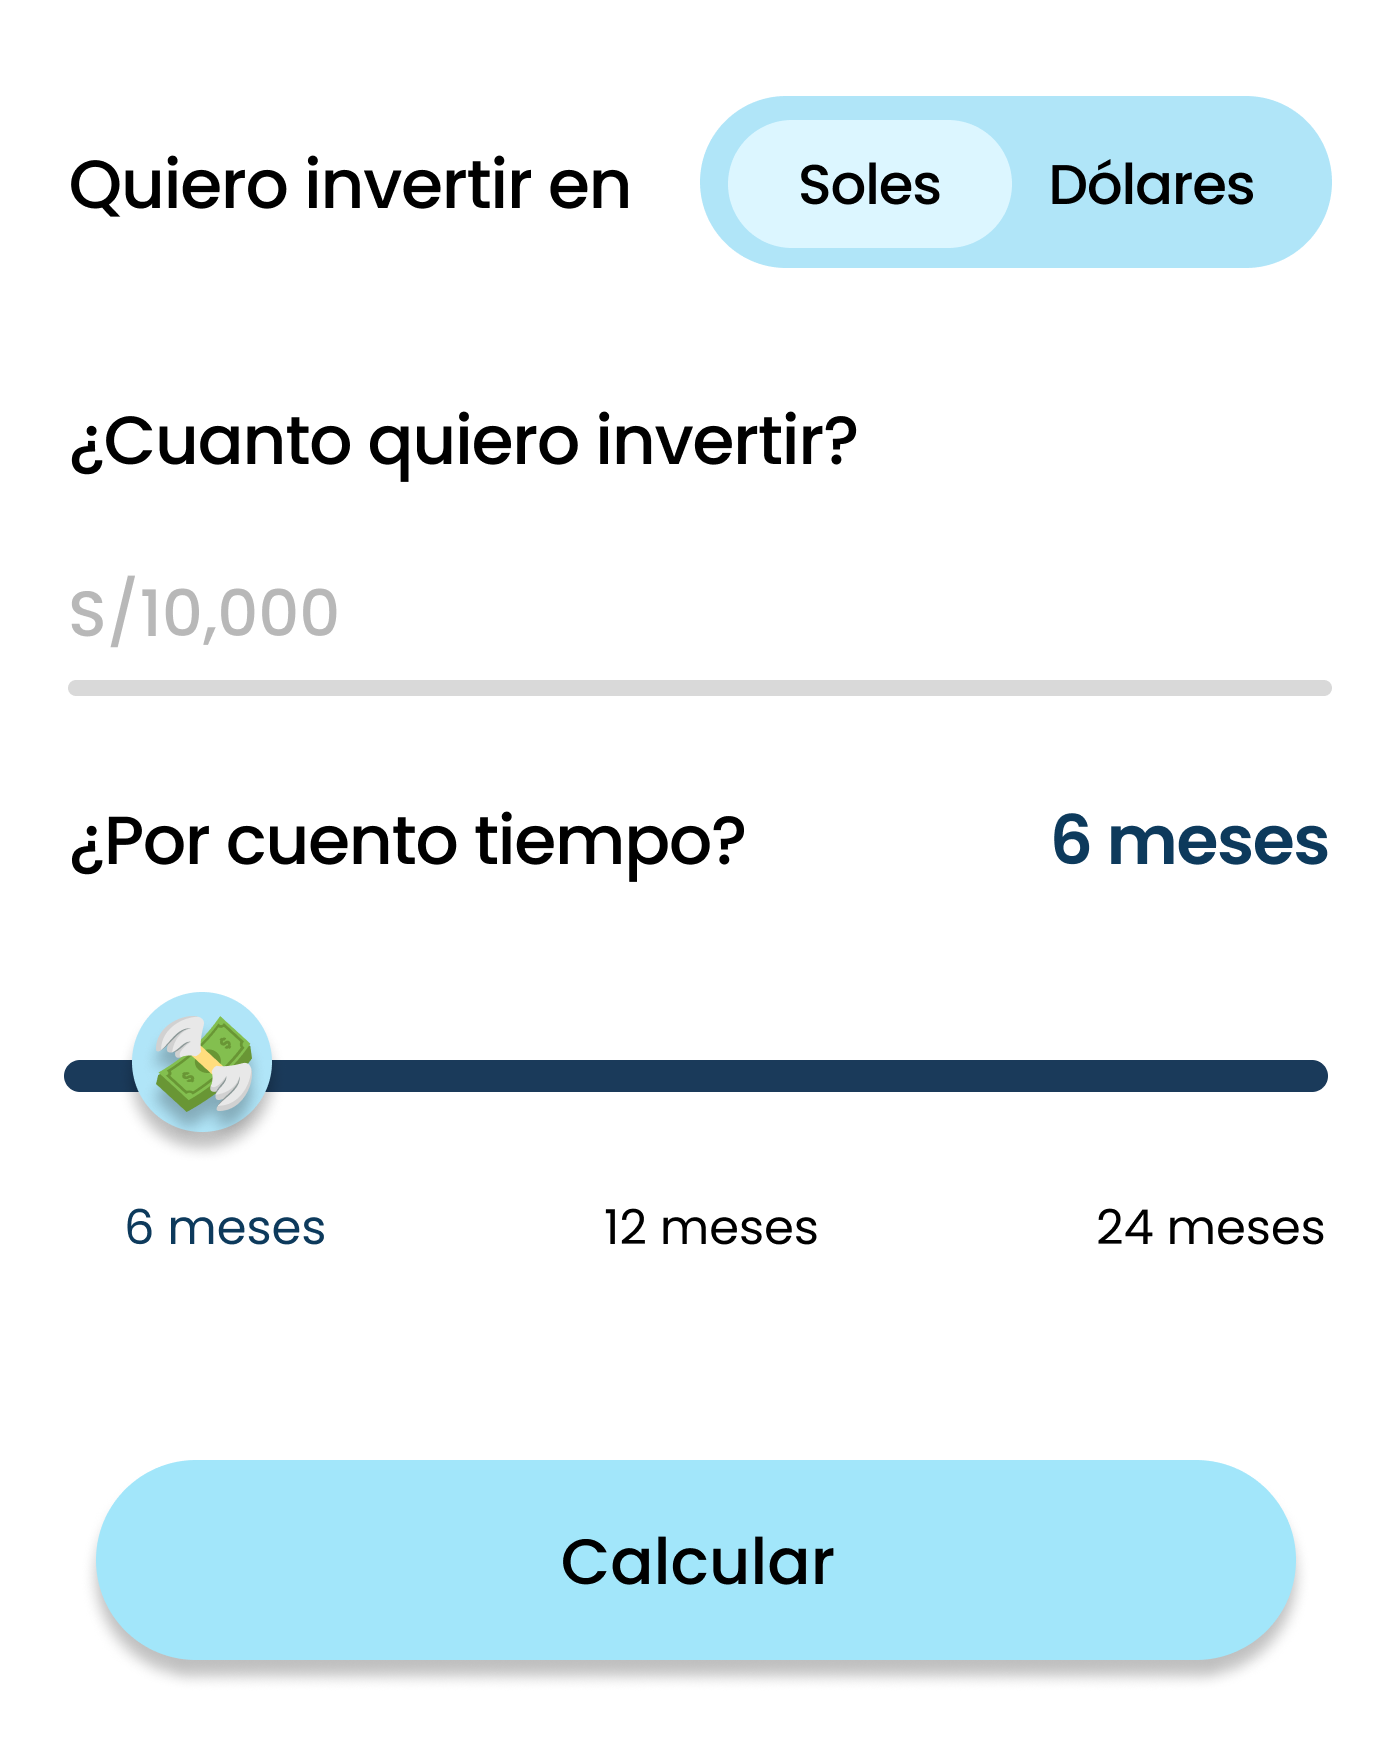 Quiero invertir en
Soles Dólares
¿Cuanto quiero invertir?
S/10,000
¿Por cuento tiempo?
6 meses
6 meses
12 meses
24 meses
Calcular